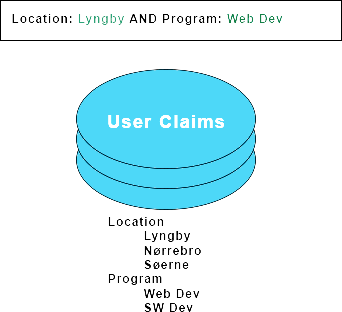 Location: Lyngby AND Program: Web Dev
User Claims
Location
Lyngby
Nørrebro
Søerne
Program
Web Dev
SW Dev